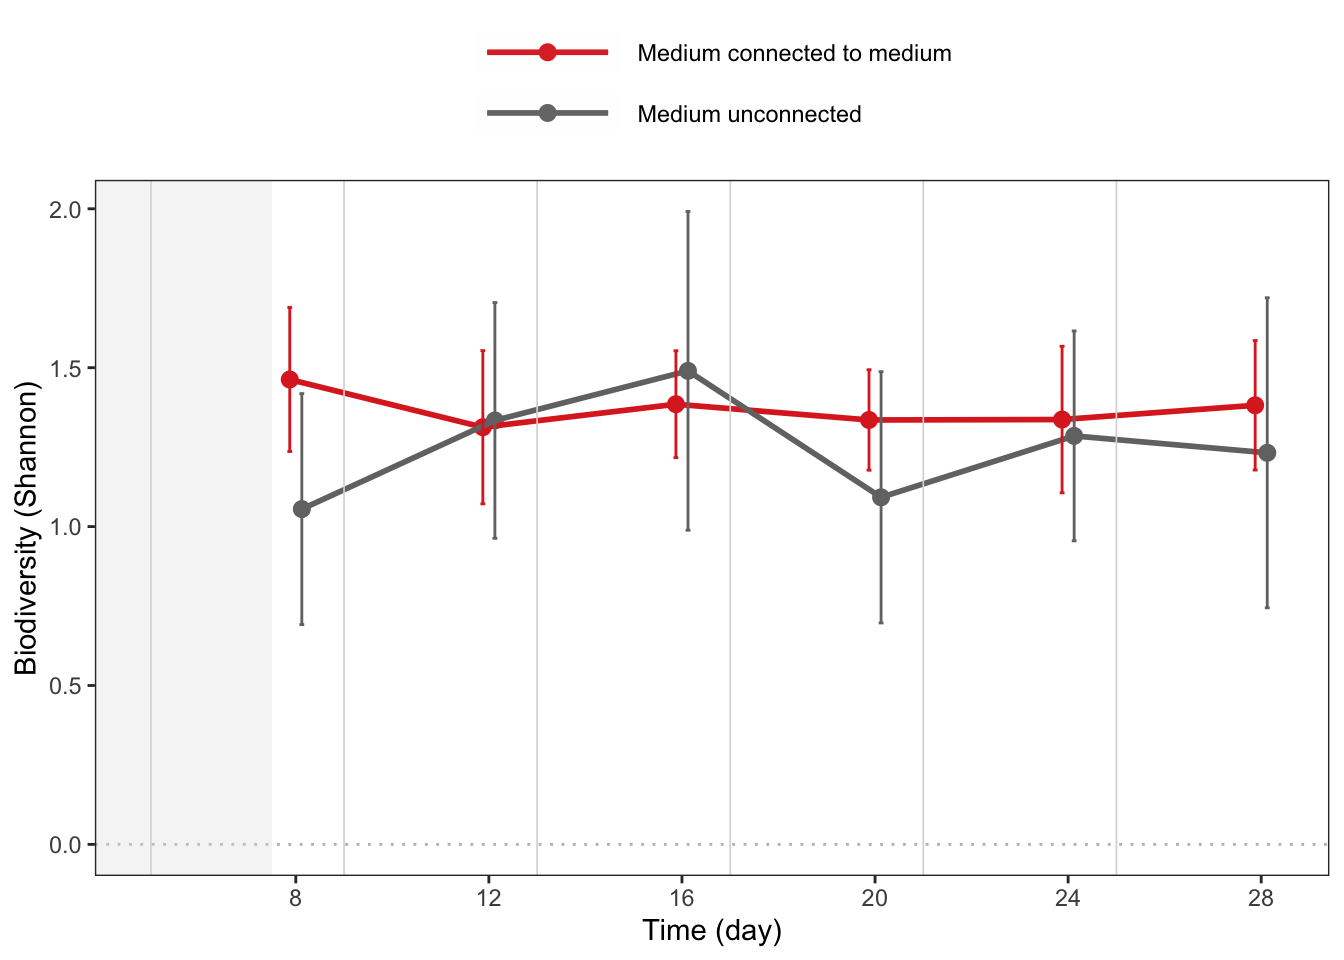 Medium connected to medium
Medium unconnected
Biodiversity (Shannon)
2.0
1.5
1.0
0.5
0.0
8 12 16 20 24 28
Time (day)